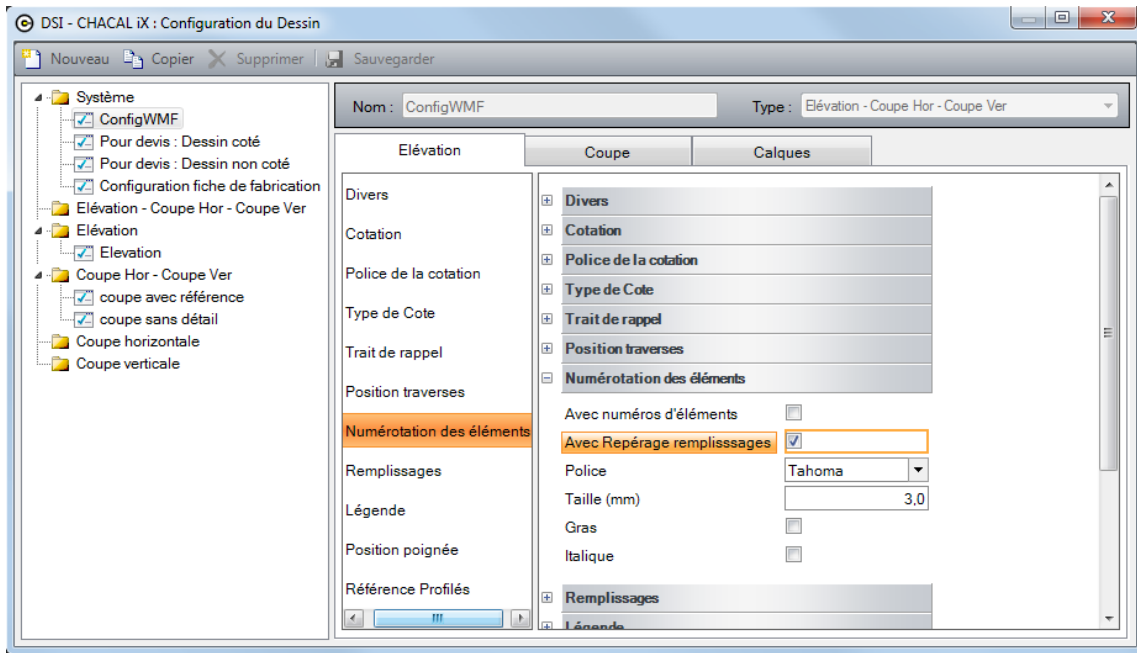 DSI - CHACAL iX : Configuration du Dessin
Nouveau Copier Supprimer Sauvegarder
Système
ConfigWMF
Pour devis : Dessin coté
Pour devis : Dessin non coté
Configuration fiche de fabrication
Elévation - Coupe Hor - Coupe Ver
Elévation
Elevation
Coupe Hor - Coupe Ver
coupe avec référence
coupe sans détail
Coupe horizontale
Coupe verticale
Nom : ConfigWMF Type : Elévation - Coupe Hor - Coupe Ver
Elévation Coupe Calques
Divers
Cotation
Police de la cotation
Type de Cote
Trait de rappel
Position traverses
Numérotation des éléments
Remplissages
Légende
Position poignée
Référence Profilés
Divers
Cotation
Police de la cotation
Type de Cote
Trait de rappel
Position traverses
Numérotation des éléments
Avec numéros d'éléments
Avec Repérage remplisssages
Police Tahoma
Taille (mm) 3,0
Gras
Italique
Remplissages
Légende